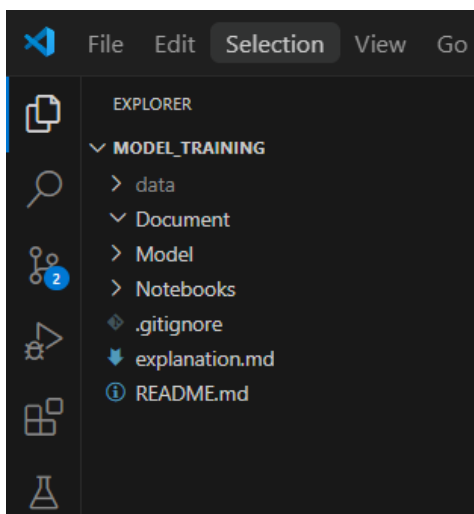 File Edit Selection View Go
EXPLORER
MODEL_TRAINING
data
Document
Model
Notebooks
.gitignore
explanation.md
README.md
2